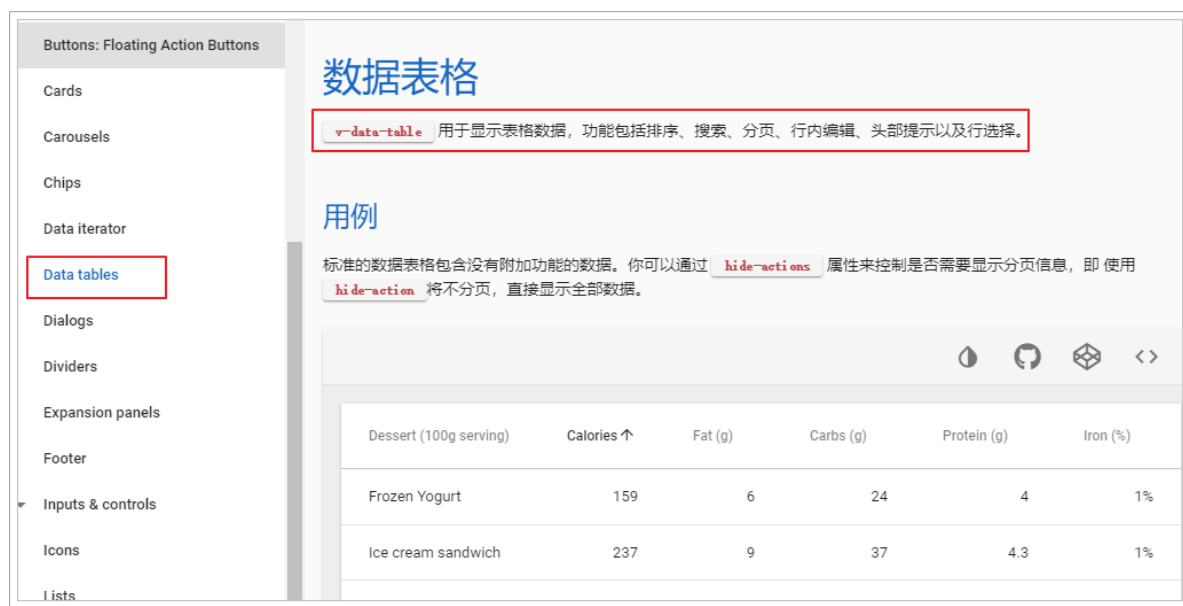 Buttons: Floating Action Buttons
Cards
Carousels
Chips
Data iterator
Data tables
Dialogs
Dividers
Expansion panels
Footer
Inputs & controls
Icons
Lists
数据表格
v-data-table 用于显示表格数据，功能包括排序、搜索、分页、行内编辑、头部提示以及行选择。
用例
标准的数据表格包含没有附加功能的数据。你可以通过 hide-actions 属性来控制是否需要显示分页信息，即 使用
hide-action 将不分页，直接显示全部数据。
Dessert (100g serving) Calories Fat (g) Carbs (g) Protein (g) Iron (%)
Frozen Yogurt 159 6 24 4 1%
Ice cream sandwich 237 9 37 4.3 1%